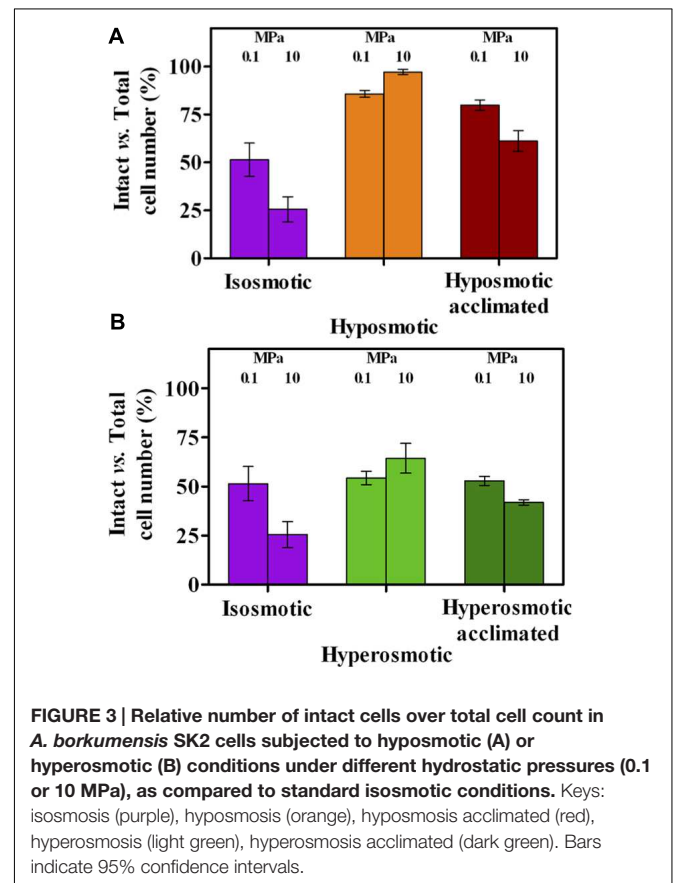 A
MPa MPa MPa
0.1 10 0.1 10 0.1 10
100
75
50
25
0
Intact vs. Total
cell number (%)
Isosmotic
Hyposmotic
Hyposmotic
acclimated
B
MPa MPa MPa
0.1 10 0.1 10 0.1 10
100
75
50
25
0
Intact vs. Total
cell number (%)
Isosmotic
Hyperosmotic
Hyperosmotic
acclimated
FIGURE 3 | Relative number of intact cells over total cell count in
A. borkumensis SK2 cells subjected to hyposmotic (A) or
hyperosmotic (B) conditions under different hydrostatic pressures (0.1
or 10 MPa), as compared to standard isosmotic conditions. Keys:
isosmosis (purple), hyposmosis (orange), hyposmosis acclimated (red),
hyperosmosis (light green), hyperosmosis acclimated (dark green). Bars
indicate 95% confidence intervals.